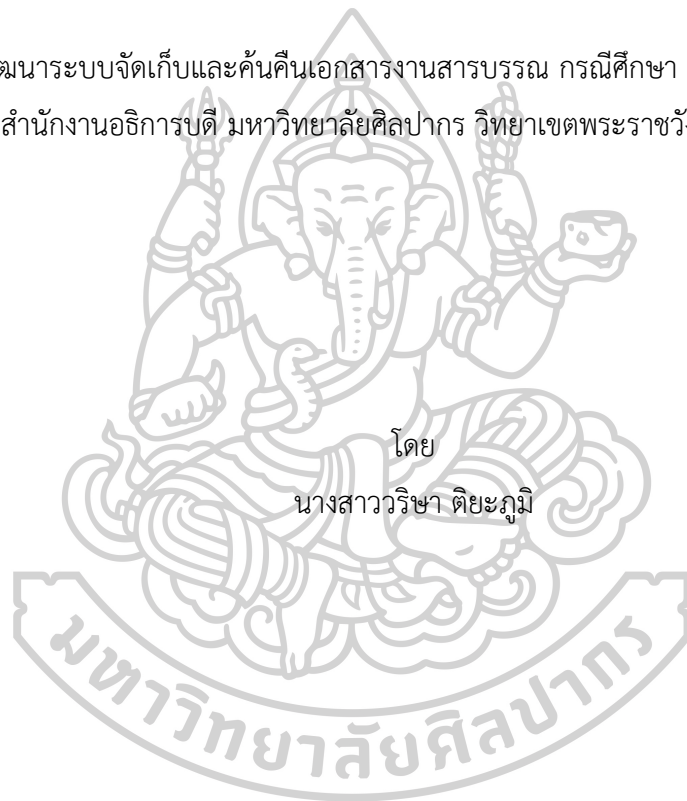 ฒนาระบบจัดเก็บและค้นคืนเอกสารงานสารบรรณ กรณีศึกษา
สำนักงานอธิการบดี มหาวิทยาลัยศิลปากร วิทยาเขตพระราชวั
โดย
นางสาววริษา ติยะภูมิ
มหาวิทยาลัยศิลปากร